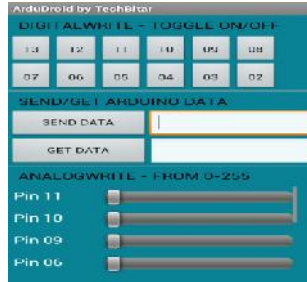 ArduDroid by TechBitar
DIGITALWRITE - TOGGLE ON/OFF
13 12 11 10 09 08
07 06 05 04 03 02
SEND/GET ARDUINO DATA
SEND DATA
GET DATA
ANALOGWRITE - FROM 0-255
Pin 11
Pin 10
Pin 09
Pin 06